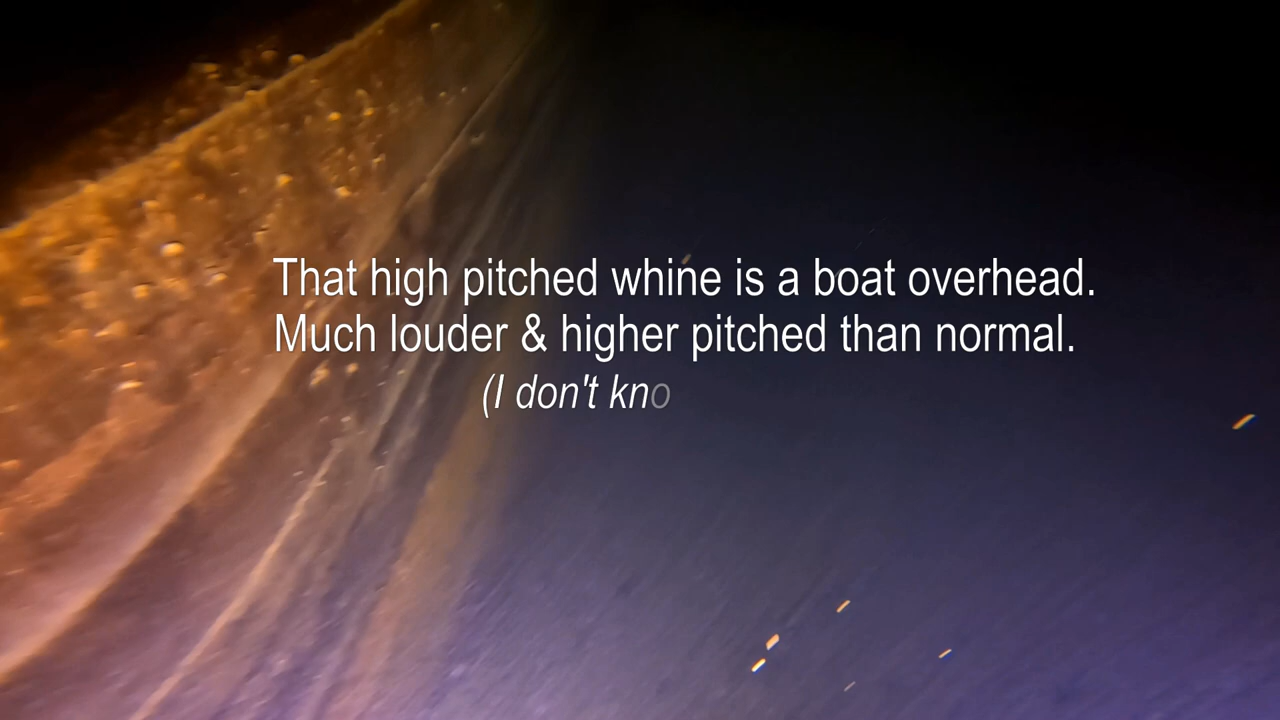 That high pitched whine is a boat overhead.
Much louder & higher pitched than normal.
(I don't kno